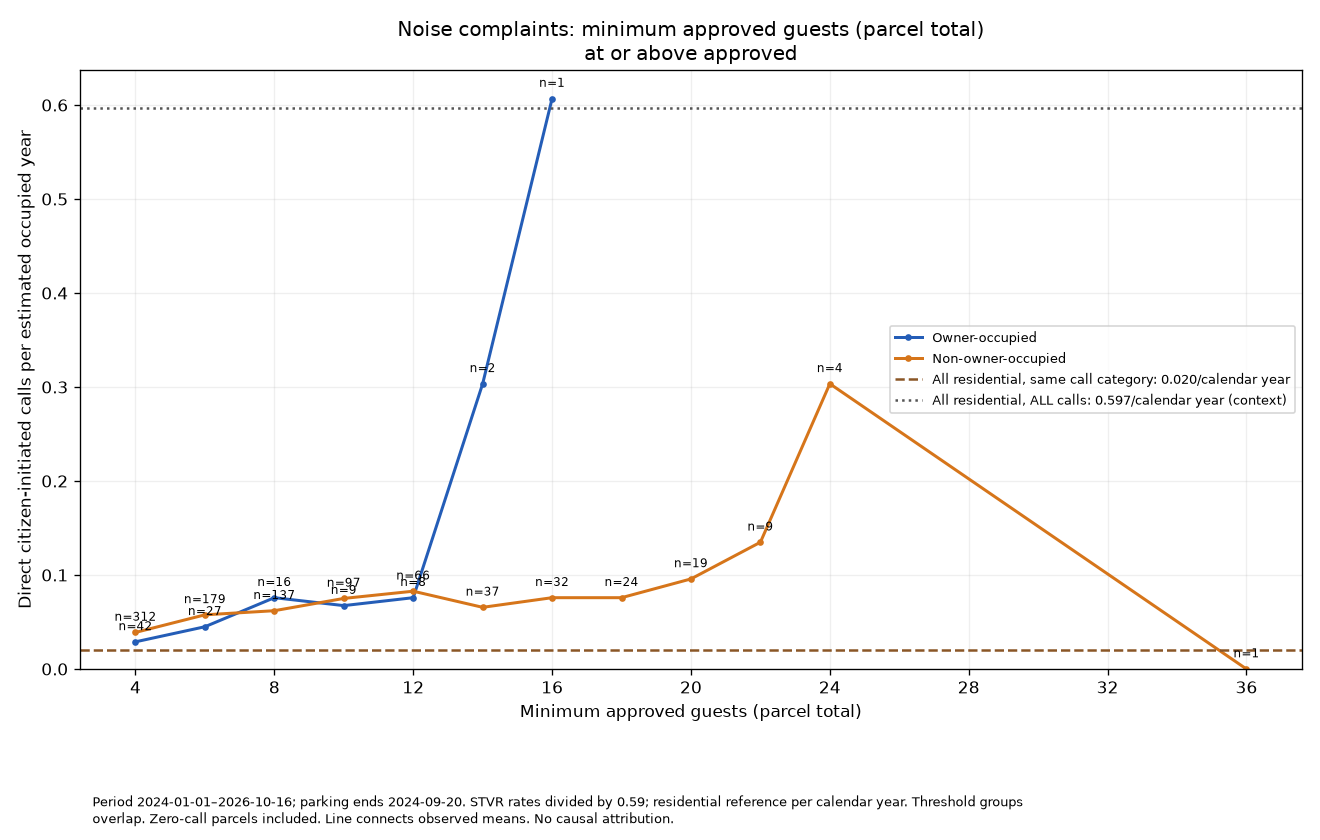 Noise complaints: minimum approved guests (parcel total)
at or above approved
Direct citizen-initiated calls per estimated occupied year
0.6
0.5
0.4
0.3
0.2
0.1
0.0
n=1
n=2
n=4
n=9
n=19
n=24
n=32
n=37
n=66
n=8
n=97
n=9
n=16
n=137
n=179
n=27
n=312
n=42
n=1
Owner-occupied
Non-owner-occupied
All residential, same call category: 0.020/calendar year
All residential, ALL calls: 0.597/calendar year (context)
4 8 12 16 20 24 28 32 36
Minimum approved guests (parcel total)
Period 2024-01-01–2026-10-16; parking ends 2024-09-20. STVR rates divided by 0.59; residential reference per calendar year. Threshold groups
overlap. Zero-call parcels included. Line connects observed means. No causal attribution.